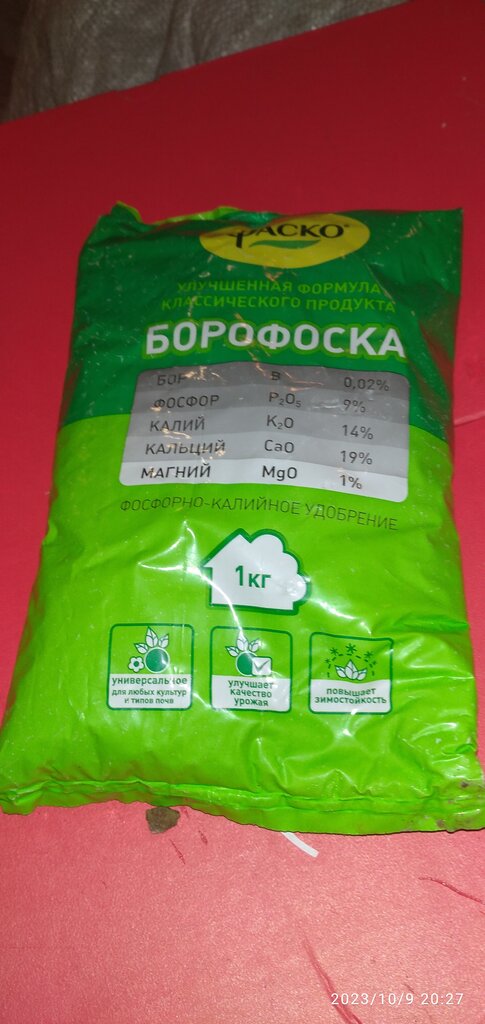 ФАСКО®
УЛУЧШЕННАЯ ФОРМУЛА
КЛАССИЧЕСКОГО ПРОДУКТА
БОРОФОСКА
БОР B 0,02%
ФОСФОР P₂O₅ 9%
КАЛИЙ K₂O 14%
КАЛЬЦИЙ CaO 19%
МАГНИЙ MgO 1%
ФОСФОРНО-КАЛИЙНОЕ УДОБРЕНИЕ
1кг
универсальное
для любых культур
и типов почв
улучшает
качество
урожая
повышает
зимостойкость
2023/10/9 20:27